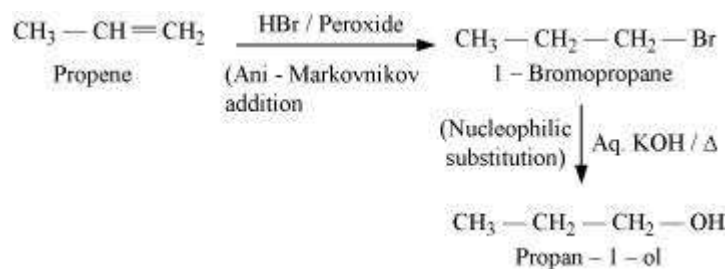 CH₃ — CH = CH₂
Propene
HBr / Peroxide
(Ani - Markovnikov
addition
CH₃ — CH₂ — CH₂ — Br
1 – Bromopropane
(Nucleophilic
substitution)
Aq. KOH / Δ
CH₃ — CH₂ — CH₂ — OH
Propan – 1 – ol